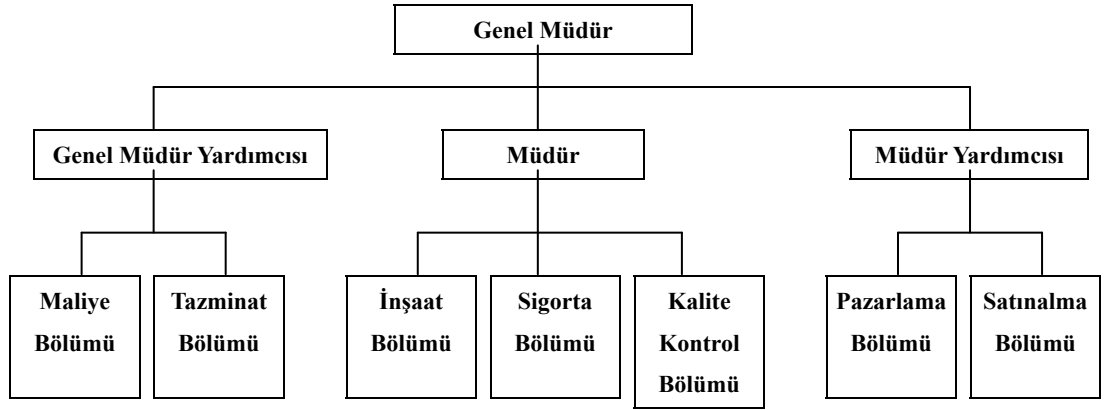 Genel Müdür
Genel Müdür Yardımcısı
Müdür
Müdür Yardımcısı
Maliye
Bölümü
Tazminat
Bölümü
İnşaat
Bölümü
Sigorta
Bölümü
Kalite
Kontrol
Bölümü
Pazarlama
Bölümü
Satınalma
Bölümü